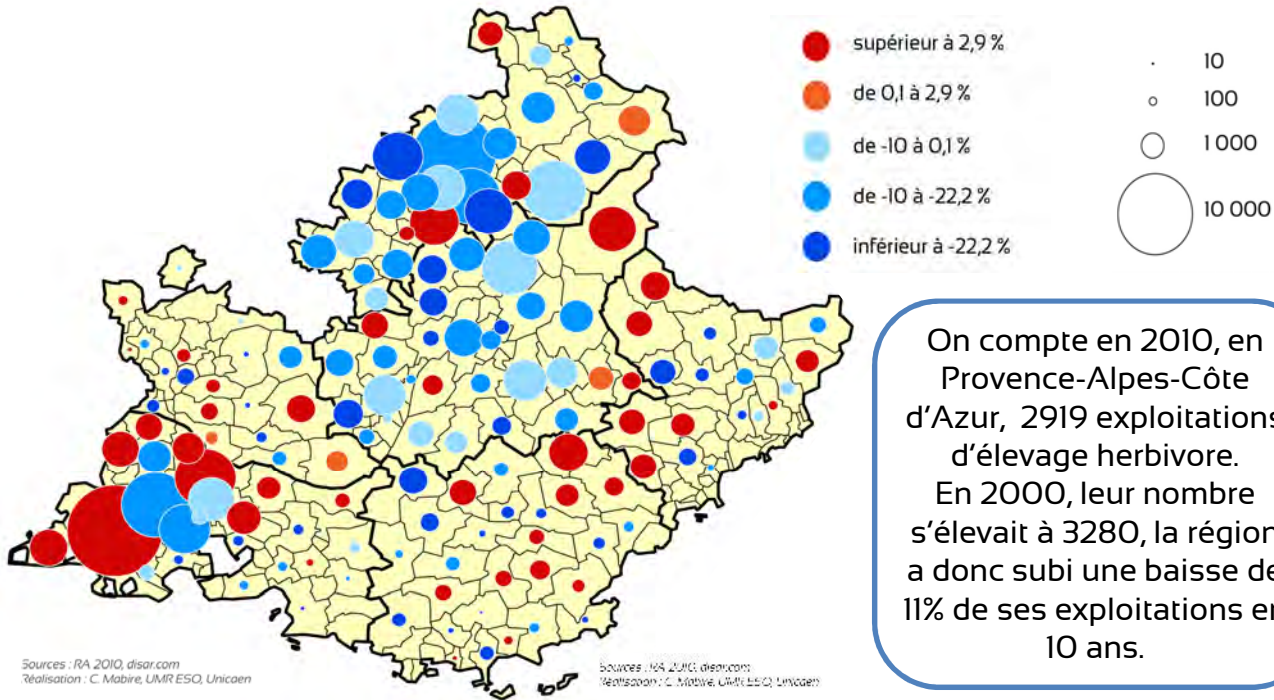 supérieur à 2,9 %
de 0,1 à 2,9 %
de -10 à 0,1 %
de -10 à -22,2 %
inférieur à -22,2 %
10
100
1 000
10 000
On compte en 2010, en
Provence-Alpes-Côte
d'Azur, 2919 exploitations
d'élevage herbivore.
En 2000, leur nombre
s'élevait à 3280, la région
a donc subi une baisse de
11% de ses exploitations en
10 ans.
Sources : RA 2010, disar.com
Réalisation : C. Mabire, UMR ESO, Unicaen
Sources : RA 2010, disar.com
Réalisation : C. Mabire, UMR ESO, Unicaen